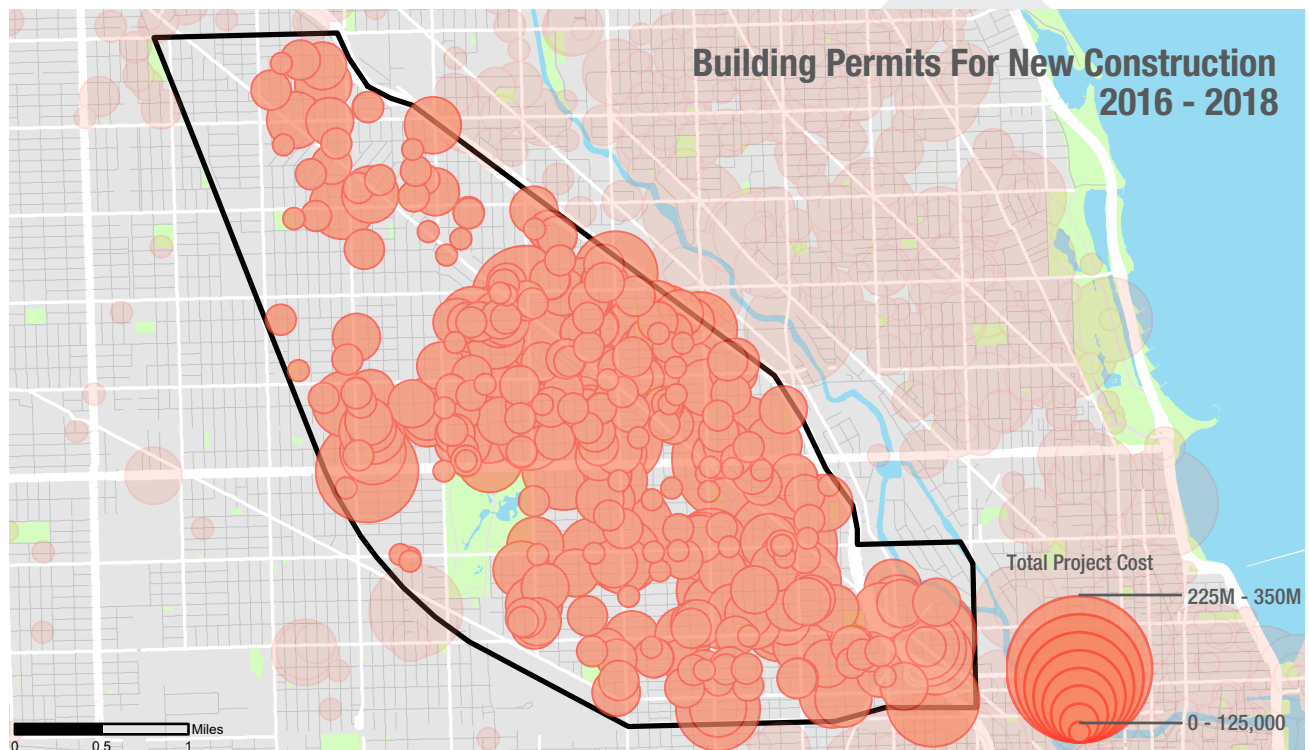 Building Permits For New Construction
2016 - 2018
Total Project Cost
225M - 350M
0 - 125,000
Miles
0 0.5 1